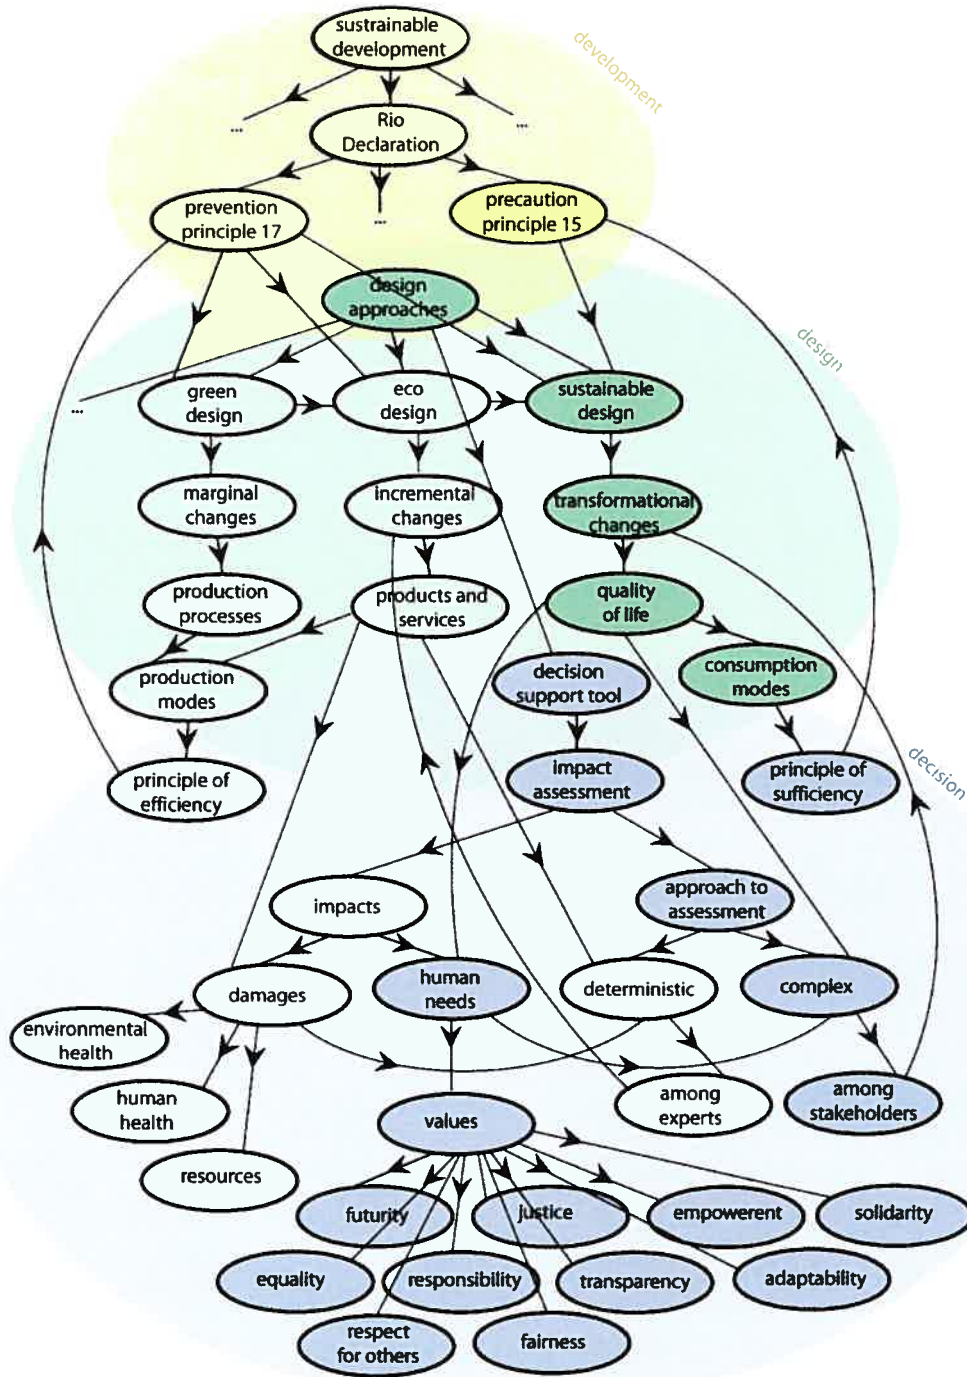 sustrainable
development
development
...
...
Rio
Declaration
...
prevention
principle 17
precaution
principle 15
design
approaches
design
...
green
design
eco
design
sustainable
design
marginal
changes
incremental
changes
transformational
changes
production
processes
products and
services
quality
of life
production
modes
decision
support tool
consumption
modes
principle of
efficiency
impact
assessment
principle of
sufficiency
decision
impacts
approach to
assessment
damages
human
needs
deterministic
complex
environmental
health
human
health
resources
values
among
experts
among
stakeholders
futurity
justice
empowerent
solidarity
equality
responsibility
transparency
adaptability
respect
for others
fairness